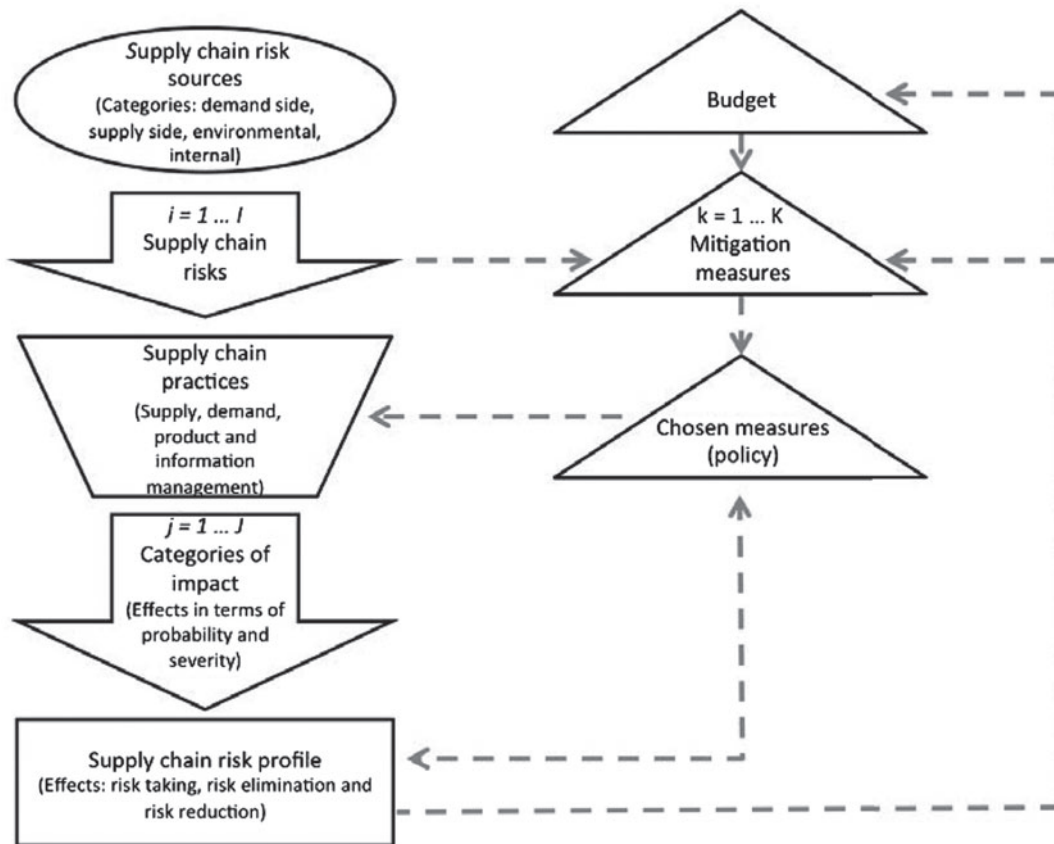 Supply chain risk
sources
(Categories: demand side,
supply side, environmental,
internal)
i = 1 ... I
Supply chain
risks
Supply chain
practices
(Supply, demand,
product and
information
management)
j = 1 ... J
Categories of
impact
(Effects in terms of
probability and
severity)
Supply chain risk profile
(Effects: risk taking, risk elimination and
risk reduction)
Budget
k = 1 ... K
Mitigation
measures
Chosen measures
(policy)